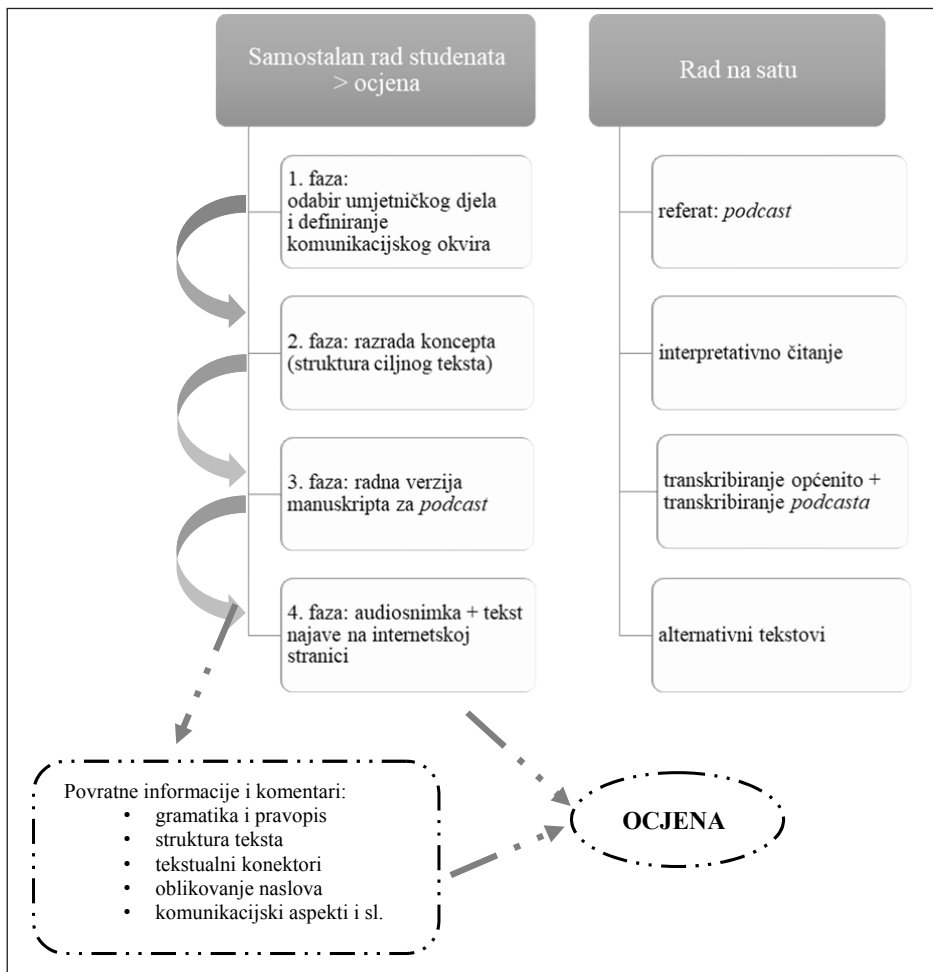 Samostalan rad studenata
> ocjena
1. faza:
odabir umjetničkog djela
i definiranje
komunikacijskog okvira
2. faza: razrada koncepta
(struktura ciljnog teksta)
3. faza: radna verzija
manuskripta za podcast
4. faza: audiosnimka + tekst
najave na internetskoj
stranici
Rad na satu
referat: podcast
interpretativno čitanje
transkribiranje općenito +
transkribiranje podcasta
alternativni tekstovi
Povratne informacije i komentari:
• gramatika i pravopis
• struktura teksta
• tekstualni konektori
• oblikovanje naslova
• komunikacijski aspekti i sl.
OCJENA